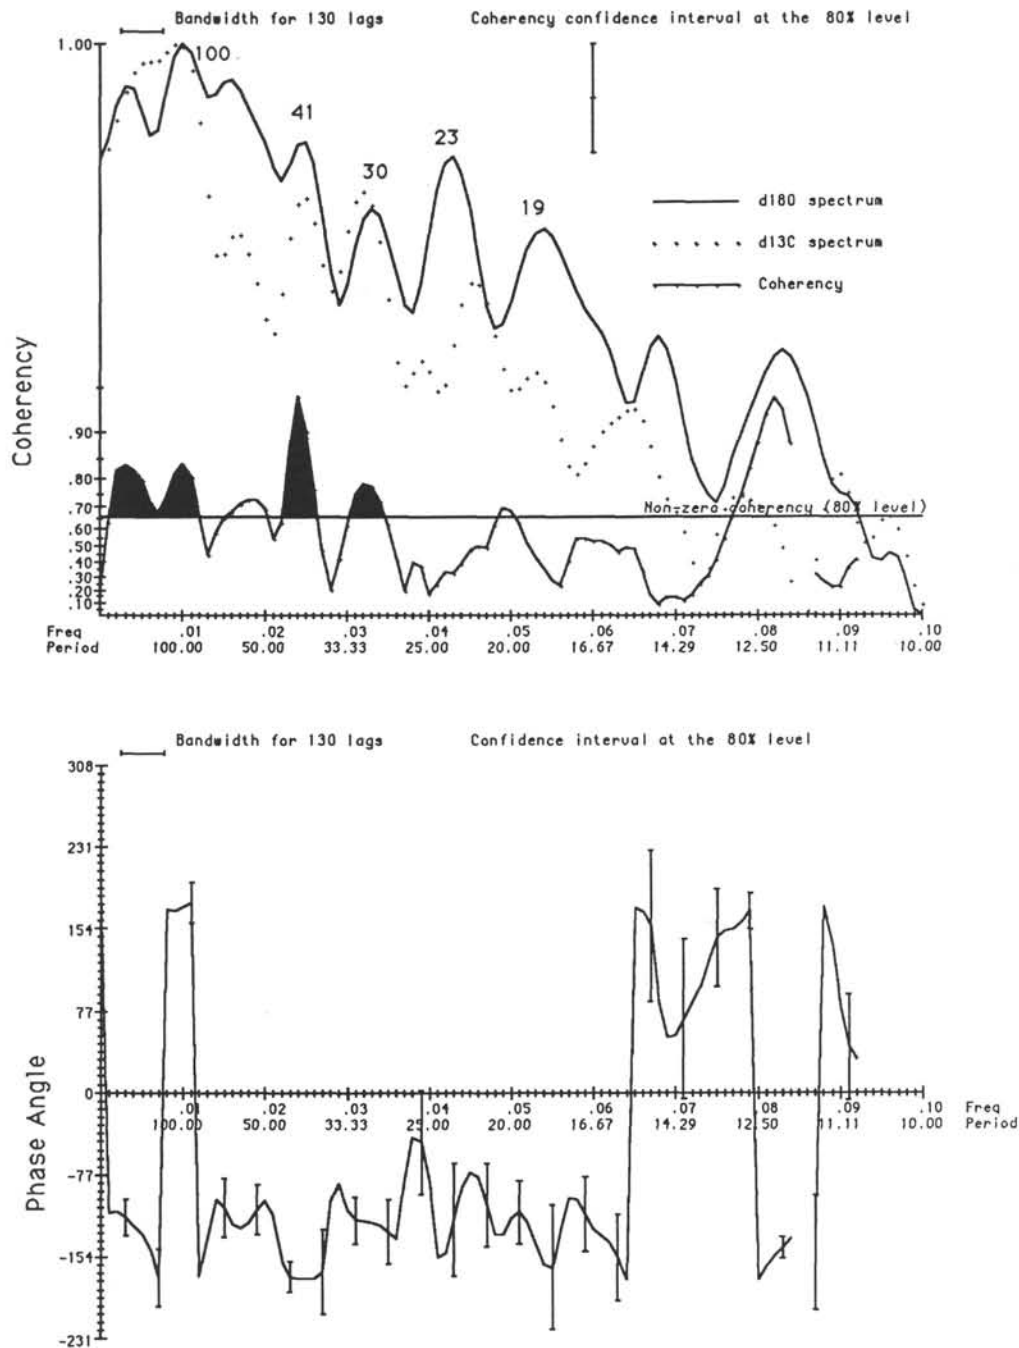 Bandwidth for 130 lags Coherency confidence interval at the 80% level
1.00
100
41
30
23
19
d18O spectrum
d13C spectrum
Coherency
Coherency
.90
.80
.70
.60
.50
.40
.30
.20
.10
Non-zero coherency (80% level)
Freq .01 .02 .03 .04 .05 .06 .07 .08 .09 .10
Period 100.00 50.00 33.33 25.00 20.00 16.67 14.29 12.50 11.11 10.00
Bandwidth for 130 lags Confidence interval at the 80% level
308
231
154
77
0
-77
-154
-231
Phase Angle
.01 .02 .03 .04 .05 .06 .07 .08 .09 .10 Freq
100.00 50.00 33.33 25.00 20.00 16.67 14.29 12.50 11.11 10.00 Period